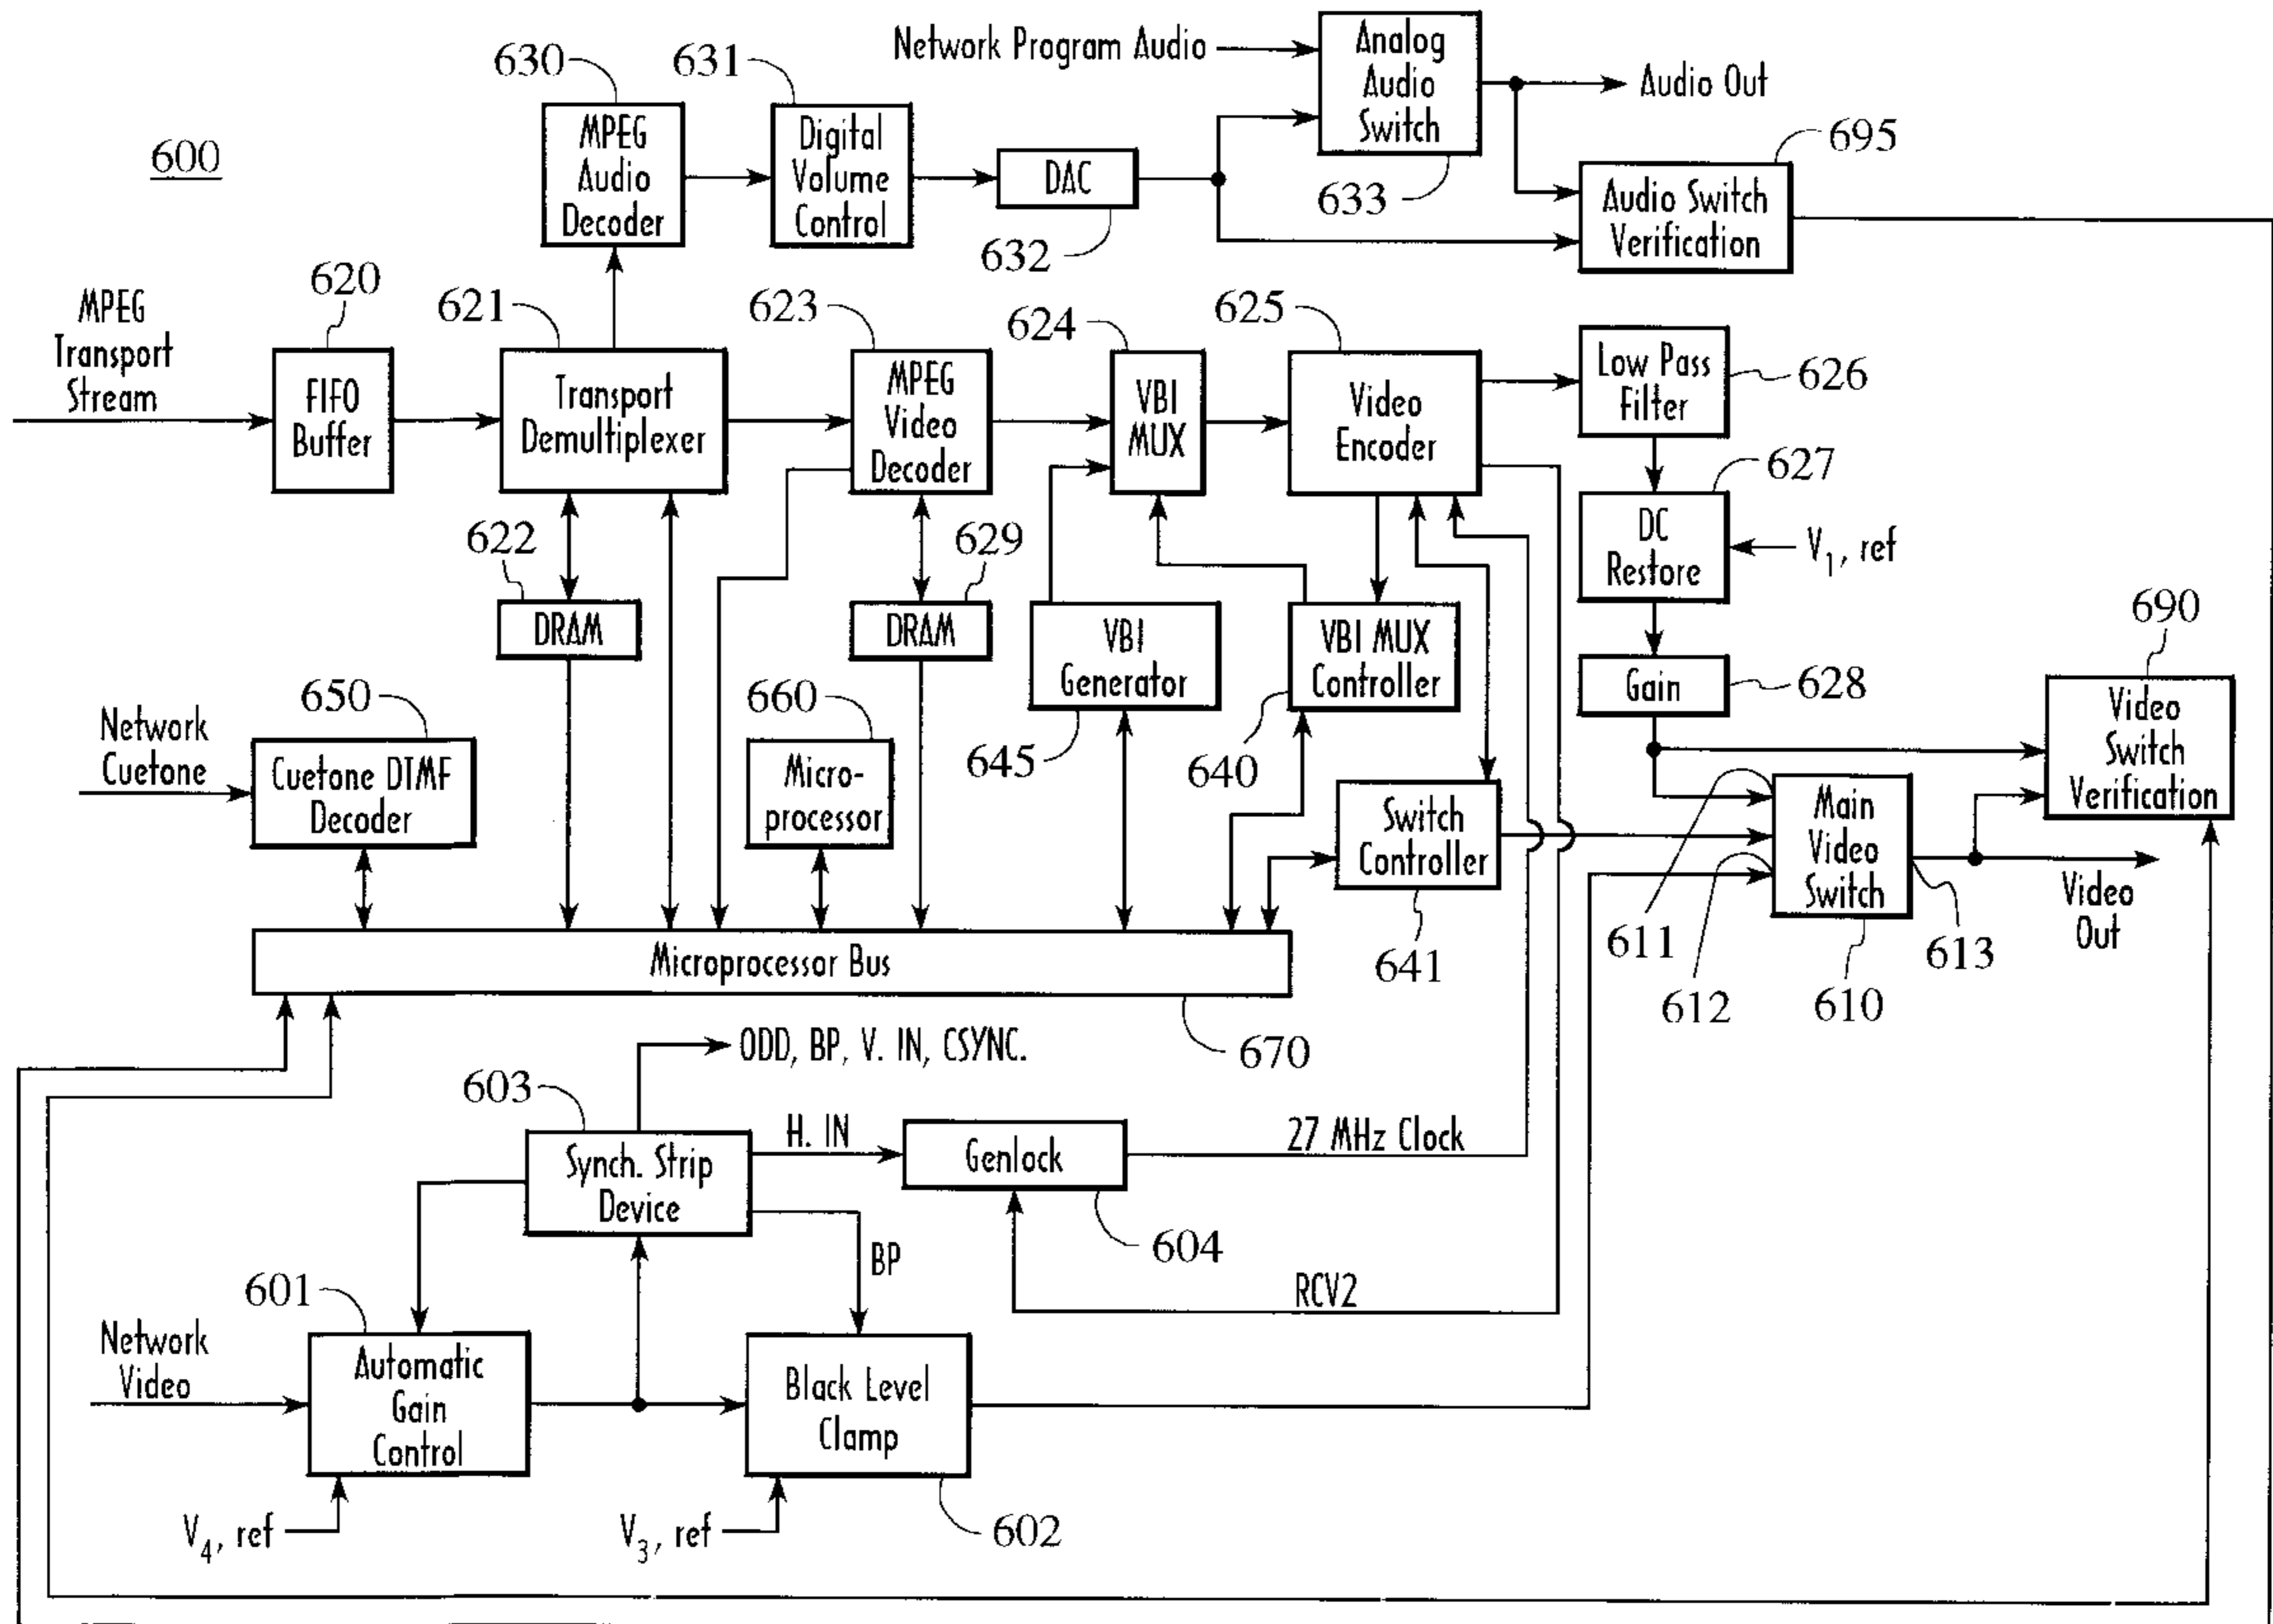 600
630
MPEG
Audio
Decoder
631
Digital
Volume
Control
DAC
632
Network Program Audio
Analog
Audio
Switch
633
Audio Out
695
Audio Switch
Verification
MPEG
Transport
Stream
620
FIFO
Buffer
621
Transport
Demultiplexer
623
MPEG
Video
Decoder
624
VBI
MUX
625
Video
Encoder
Low Pass
Filter
626
627
DC
Restore
V1, ref
Gain
628
622
DRAM
629
DRAM
VBI
Generator
645
VBI MUX
Controller
640
690
Video
Switch
Verification
Network
Cuetone
650
Cuetone DTMF
Decoder
660
Micro-
processor
Switch
Controller
641
Main
Video
Switch
611
612
610
613
Video
Out
Microprocessor Bus
670
ODD, BP, V. IN, CSYNC.
603
Synch. Strip
Device
H. IN
Genlock
604
27 MHz Clock
BP
RCV2
Network
Video
601
Automatic
Gain
Control
Black Level
Clamp
602
V4, ref
V3, ref